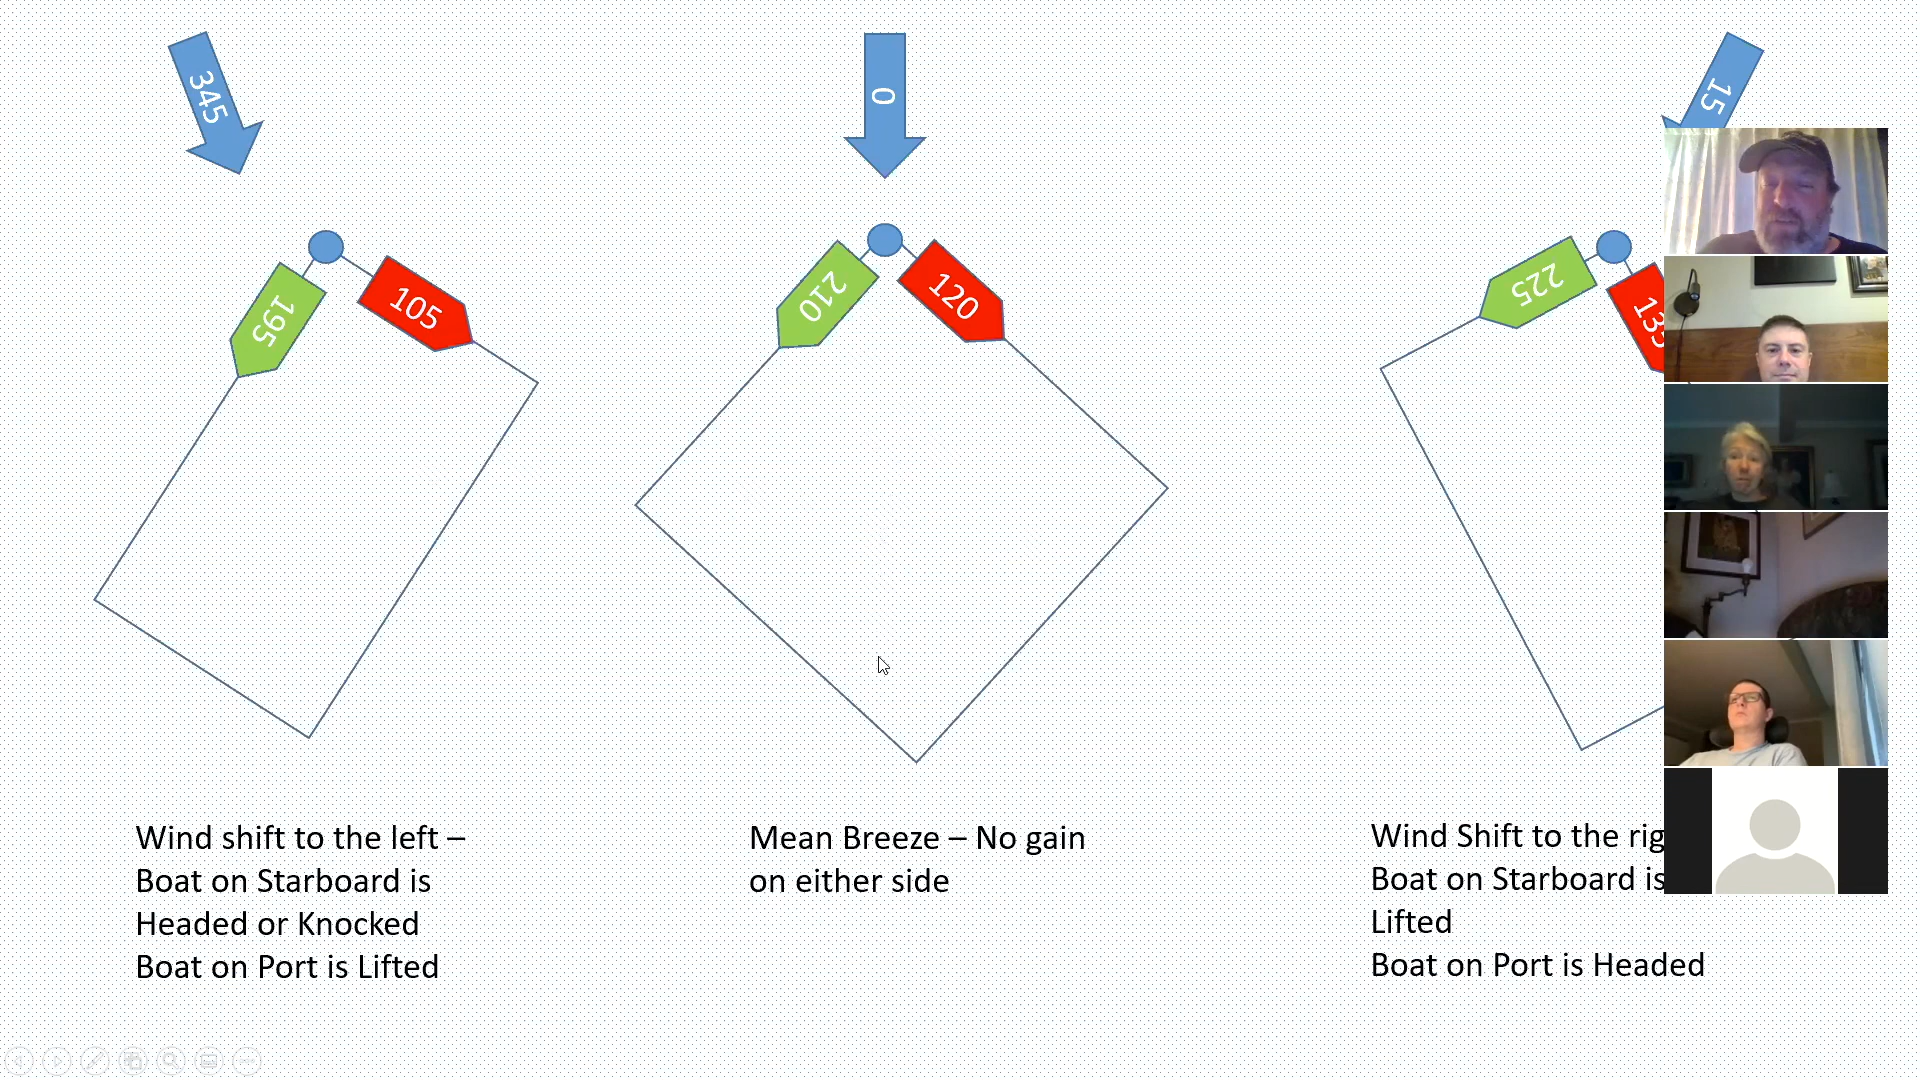 345
0
15
195
105
210
120
225
Wind shift to the left –
Boat on Starboard is
Headed or Knocked
Boat on Port is Lifted
Mean Breeze – No gain
on either side
Wind Shift to the
Boat on Starboard is
Lifted
Boat on Port is Headed